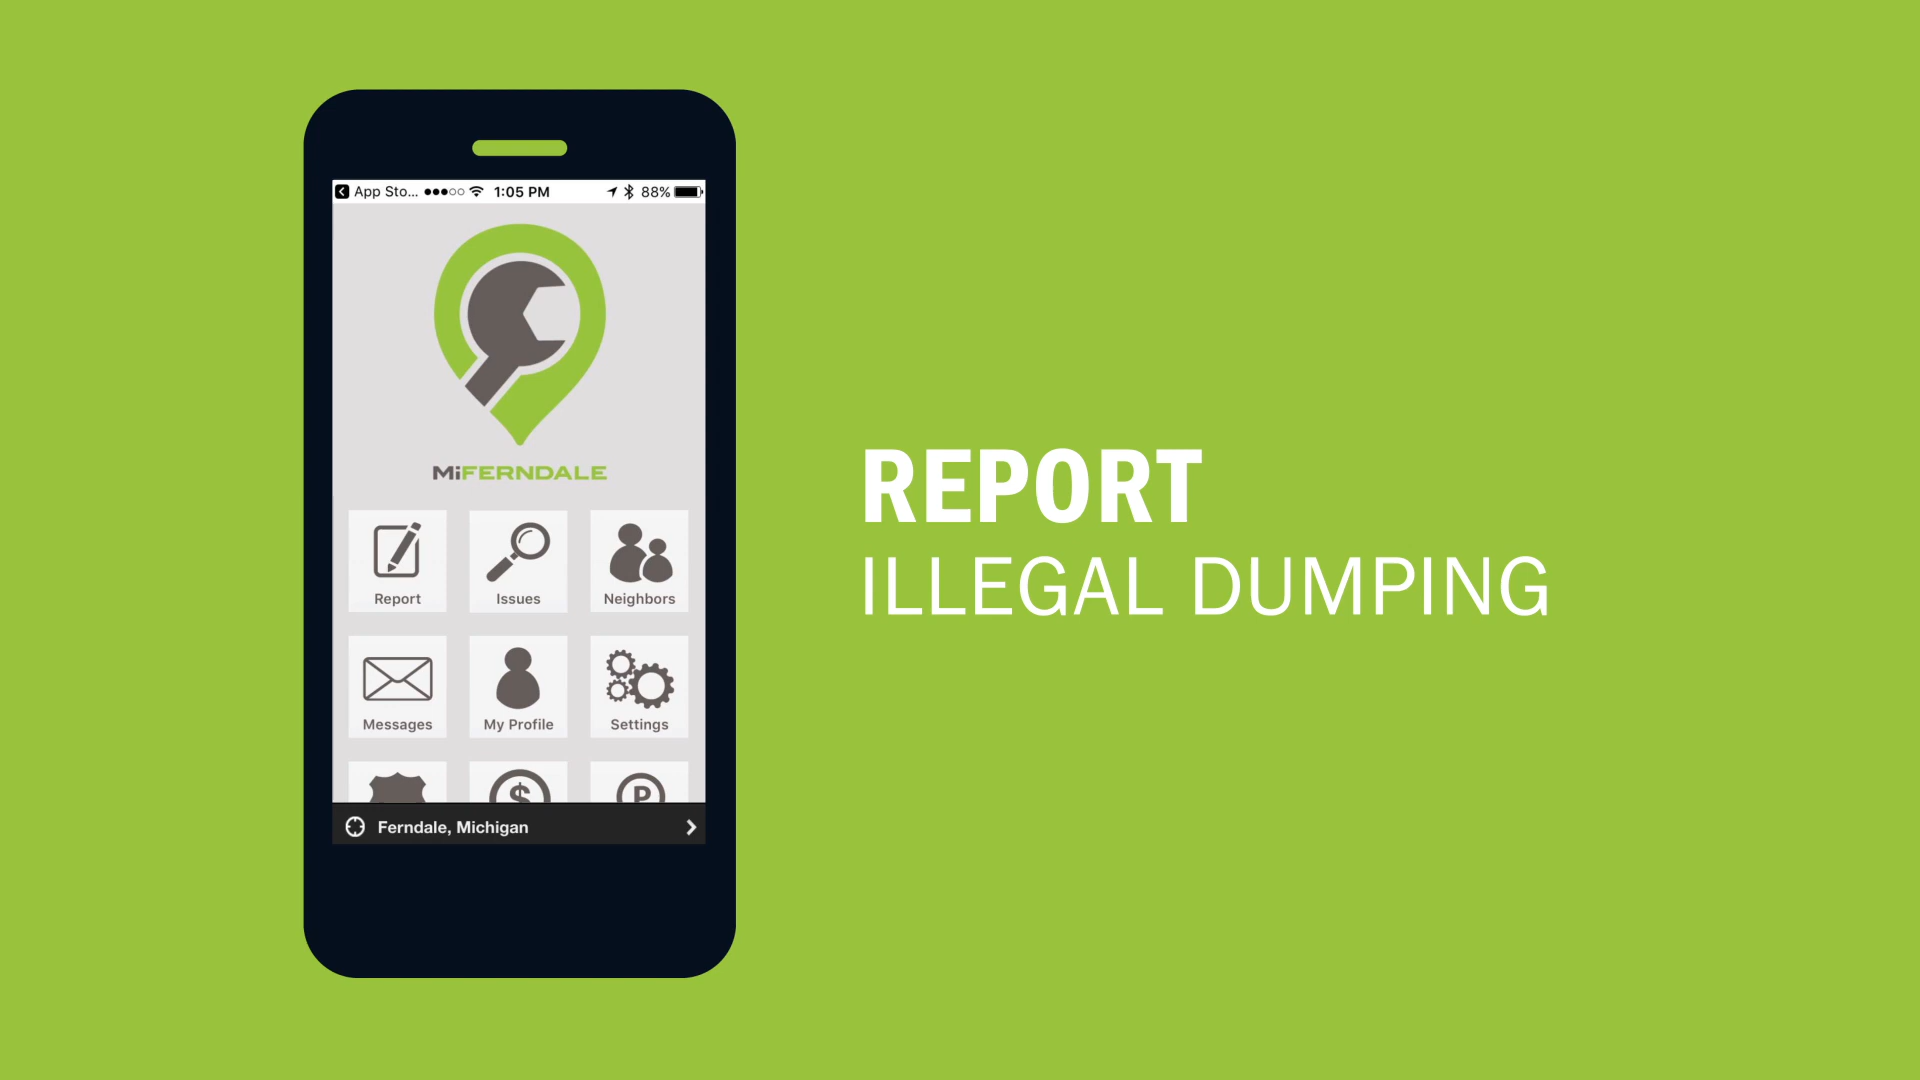 App Sto... 1:05 PM 88%
MiFERNDALE
Report Issues Neighbors
Messages My Profile Settings
$ P
Ferndale, Michigan
REPORT
ILLEGAL DUMPING